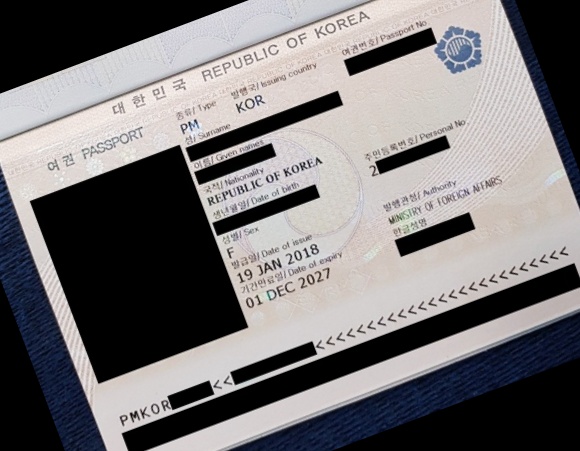 대한민국 REPUBLIC OF KOREA
여권 PASSPORT
종류/ Type 발행국/ Issuing country 여권번호/ Passport No.
PM KOR
성/ Surname
이름/ Given names
국적/ Nationality 주민등록번호/ Personal No.
REPUBLIC OF KOREA 2
생년월일/ Date of birth
발행관청/ Authority
성별/ Sex MINISTRY OF FOREIGN AFFAIRS
F 한글성명
발급일/ Date of issue
19 JAN 2018
기간만료일/ Date of expiry
01 DEC 2027
PMKOR << <<<<<<<<<<<<<<<<<<<<<<<<